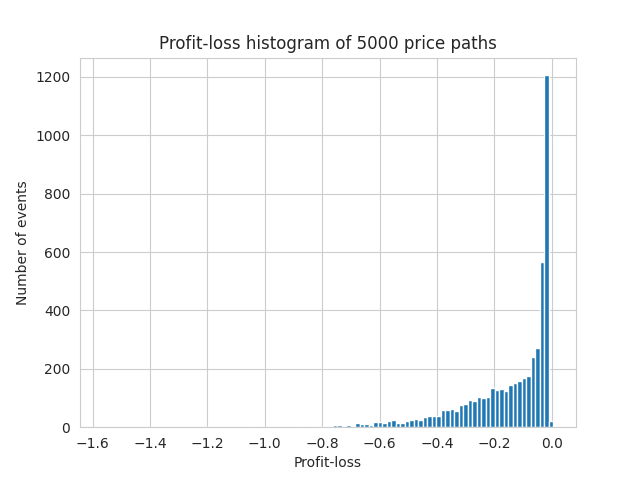 Profit-loss histogram of 5000 price paths
1200
1000
800
600
400
200
0
Number of events
−1.6 −1.4 −1.2 −1.0 −0.8 −0.6 −0.4 −0.2 0.0
Profit-loss